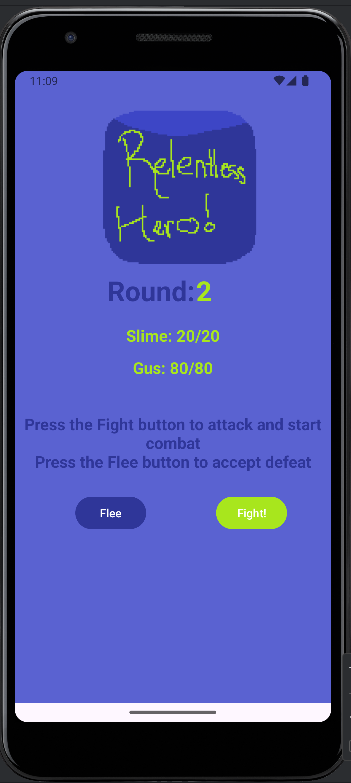 11:09
Relentless
Hero!
Round:2
Slime: 20/20
Gus: 80/80
Press the Fight button to attack and start
combat
Press the Flee button to accept defeat
Flee Fight!